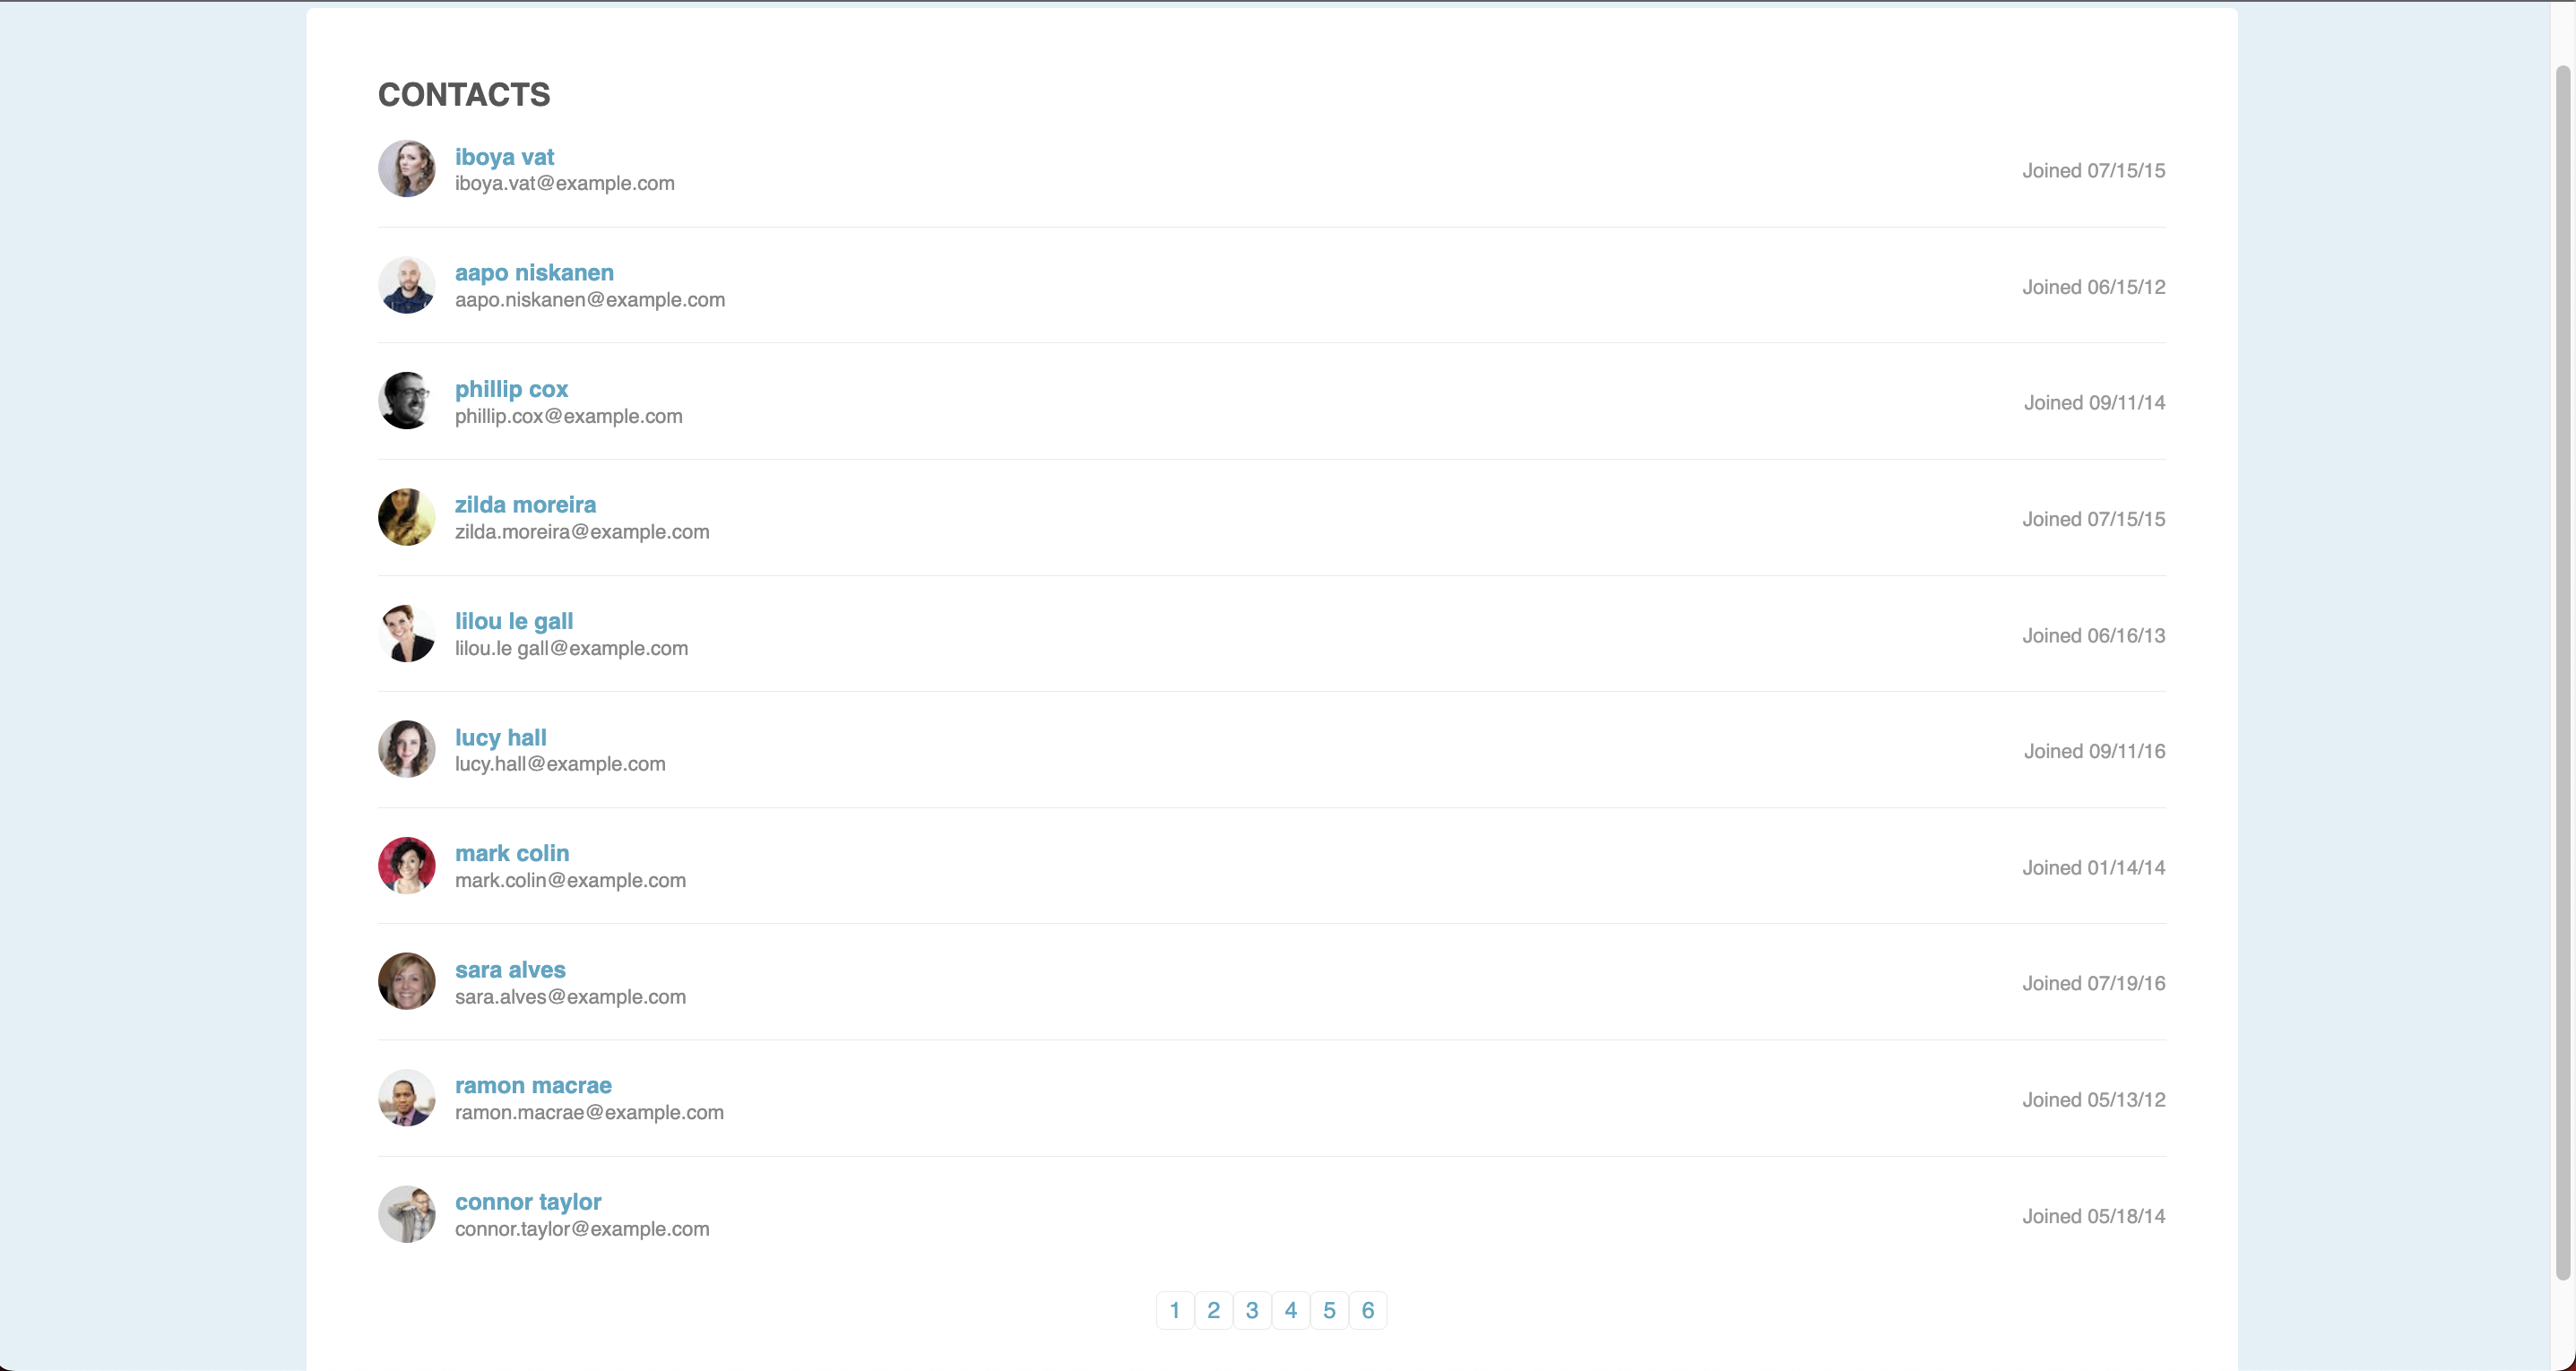 CONTACTS
iboya vat
iboya.vat@example.com
Joined 07/15/15
aapo niskanen
aapo.niskanen@example.com
Joined 06/15/12
phillip cox
phillip.cox@example.com
Joined 09/11/14
zilda moreira
zilda.moreira@example.com
Joined 07/15/15
lilou le gall
lilou.le gall@example.com
Joined 06/16/13
lucy hall
lucy.hall@example.com
Joined 09/11/16
mark colin
mark.colin@example.com
Joined 01/14/14
sara alves
sara.alves@example.com
Joined 07/19/16
ramon macrae
ramon.macrae@example.com
Joined 05/13/12
connor taylor
connor.taylor@example.com
Joined 05/18/14
1 2 3 4 5 6